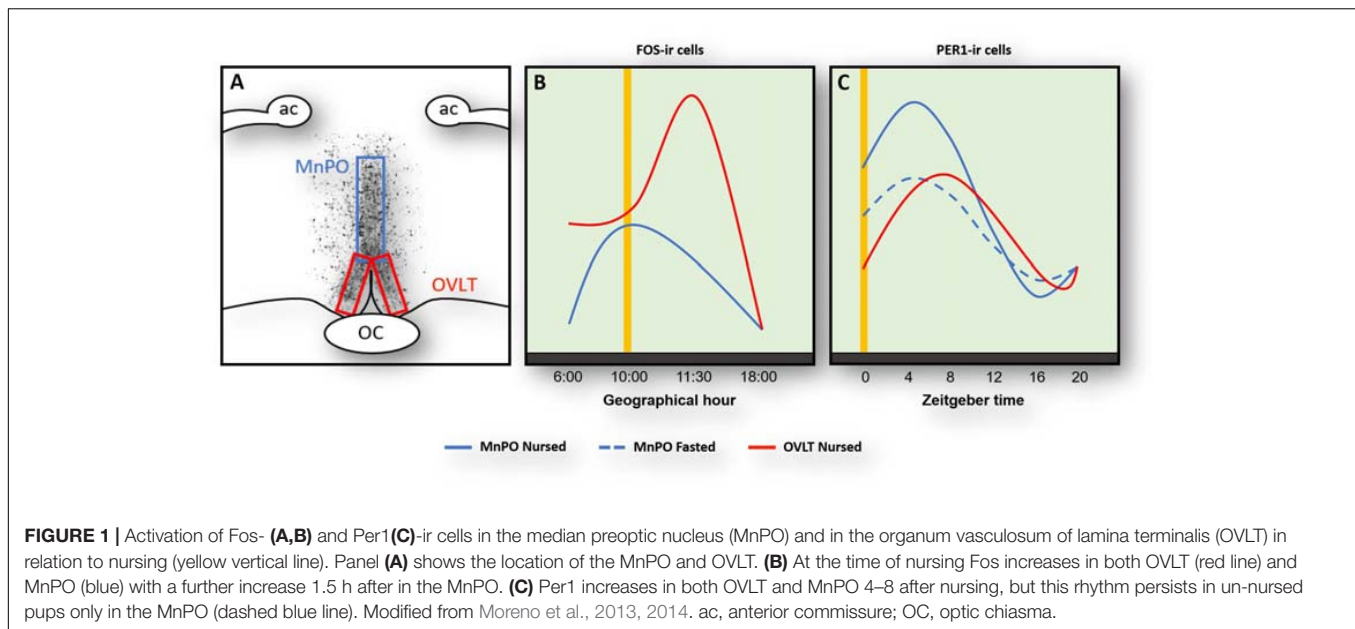 FOS-ir cells
PER1-ir cells
A
B
C
ac
ac
MnPO
OVLT
OC
6:00 10:00 11:30 18:00
0 4 8 12 16 20
Geographical hour
Zeitgeber time
MnPO Nursed MnPO Fasted OVLT Nursed
FIGURE 1 | Activation of Fos- (A,B) and Per1(C)-ir cells in the median preoptic nucleus (MnPO) and in the organum vasculosum of lamina terminalis (OVLT) in
relation to nursing (yellow vertical line). Panel (A) shows the location of the MnPO and OVLT. (B) At the time of nursing Fos increases in both OVLT (red line) and
MnPO (blue) with a further increase 1.5 h after in the MnPO. (C) Per1 increases in both OVLT and MnPO 4–8 after nursing, but this rhythm persists in un-nursed
pups only in the MnPO (dashed blue line). Modified from Moreno et al., 2013, 2014. ac, anterior commissure; OC, optic chiasma.